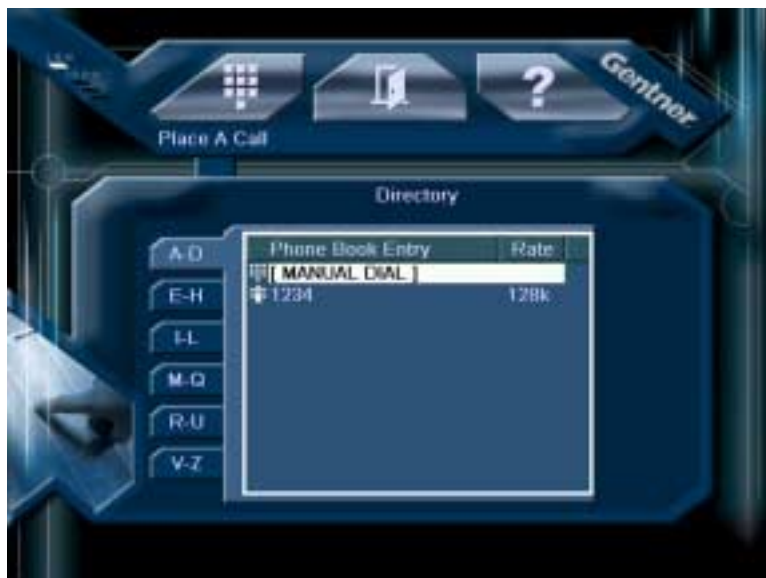 Gentner
?
Place A Call
Directory
Phone Book Entry Rate
A-D
[ MANUAL DIAL ]
1234 128k
E-H
I-L
M-Q
R-U
V-Z